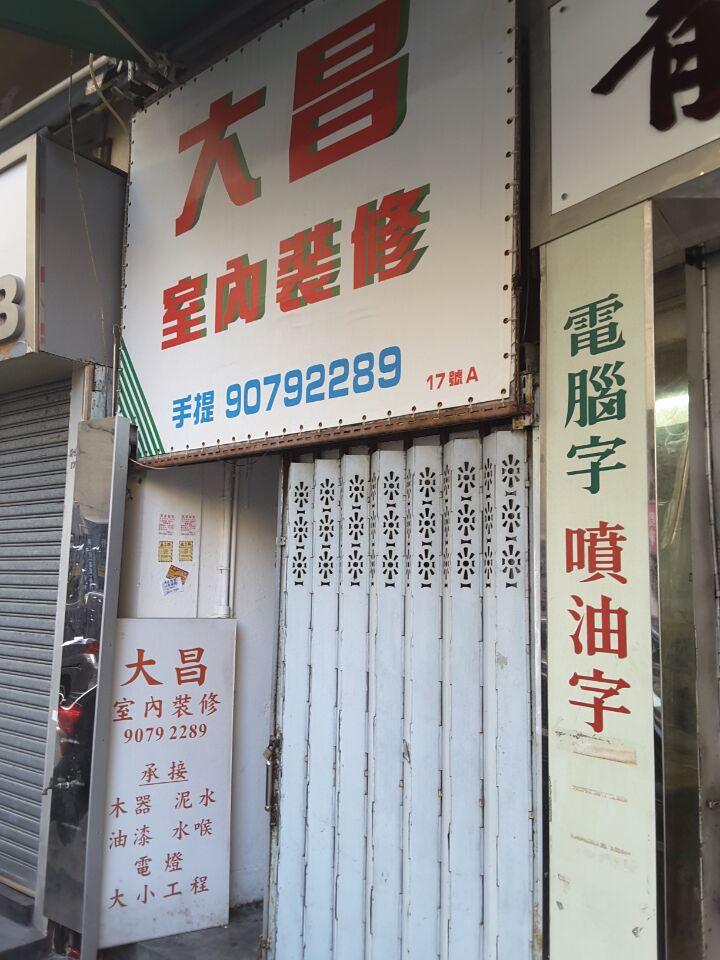 大昌
室內裝修
手提 90792289 17號A
大昌
室內裝修
9079 2289
承接
木器 泥水
油漆 水喉
電燈
大小工程
電腦字 噴油字